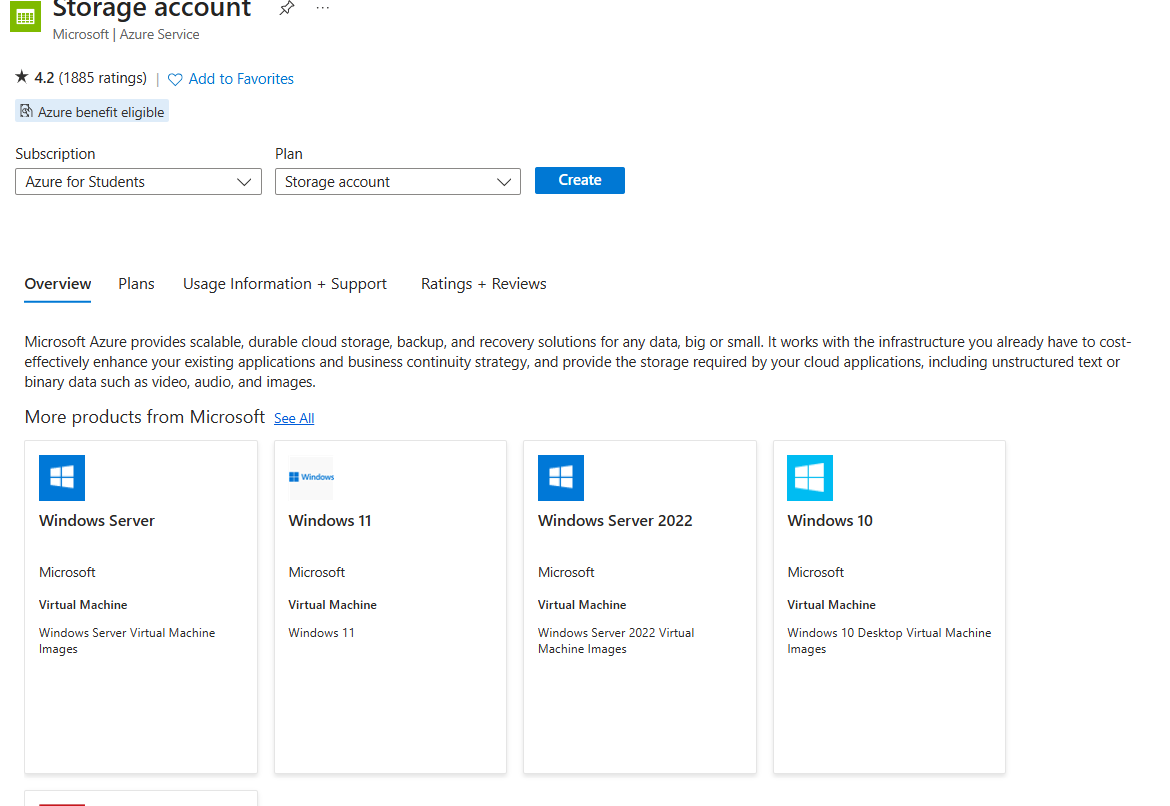 Storage account ...
Microsoft | Azure Service
★ 4.2 (1885 ratings) | Add to Favorites
Azure benefit eligible
Subscription Plan
Azure for Students Storage account Create
Overview Plans Usage Information + Support Ratings + Reviews
Microsoft Azure provides scalable, durable cloud storage, backup, and recovery solutions for any data, big or small. It works with the infrastructure you already have to cost-
effectively enhance your existing applications and business continuity strategy, and provide the storage required by your cloud applications, including unstructured text or
binary data such as video, audio, and images.
More products from Microsoft See All
Windows Server
Microsoft
Virtual Machine
Windows Server Virtual Machine
Images
Windows
Windows 11
Microsoft
Virtual Machine
Windows 11
Windows Server 2022
Microsoft
Virtual Machine
Windows Server 2022 Virtual
Machine Images
Windows 10
Microsoft
Virtual Machine
Windows 10 Desktop Virtual Machine
Images